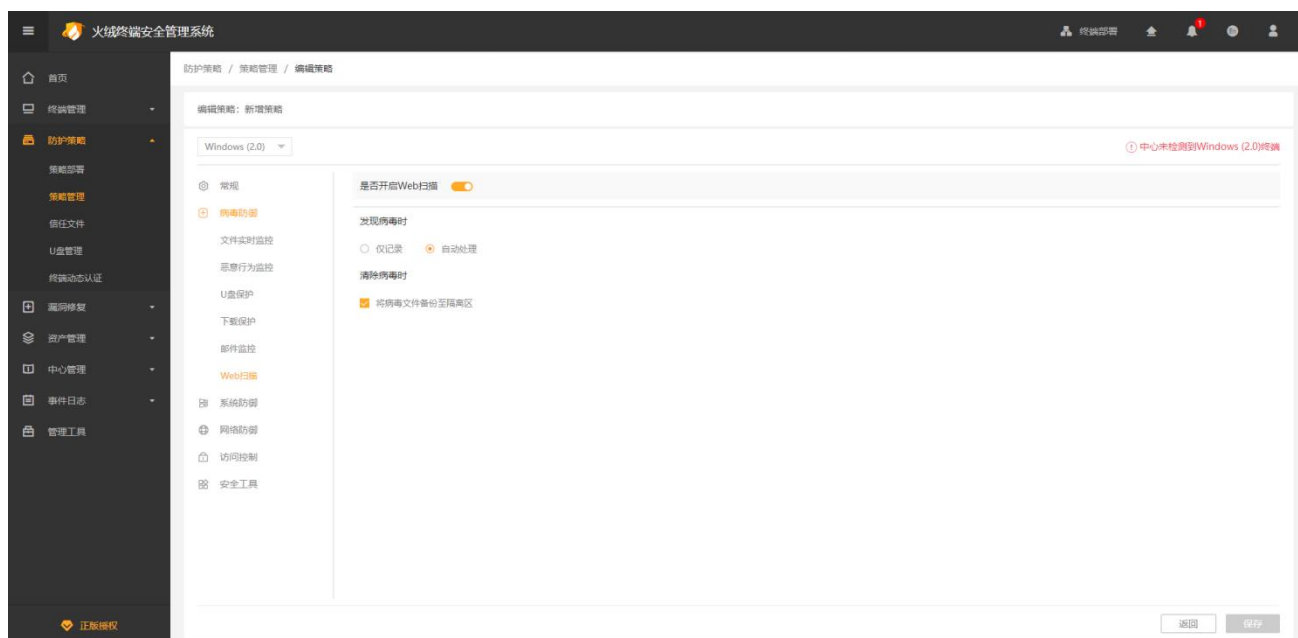 火绒终端安全管理系统
终端部署
1
防护策略 / 策略管理 / 编辑策略
首页
终端管理
防护策略
策略部署
策略管理
信任文件
U盘管理
终端动态认证
漏洞修复
资产管理
中心管理
事件日志
管理工具
正版授权
编辑策略：新增策略
Windows (2.0)
中心未检测到Windows (2.0)终端
常规
病毒防御
文件实时监控
恶意行为监控
U盘保护
下载保护
邮件监控
Web扫描
系统防御
网络防御
访问控制
安全工具
是否开启Web扫描
发现病毒时
仅记录 自动处理
清除病毒时
将病毒文件备份至隔离区
返回 保存